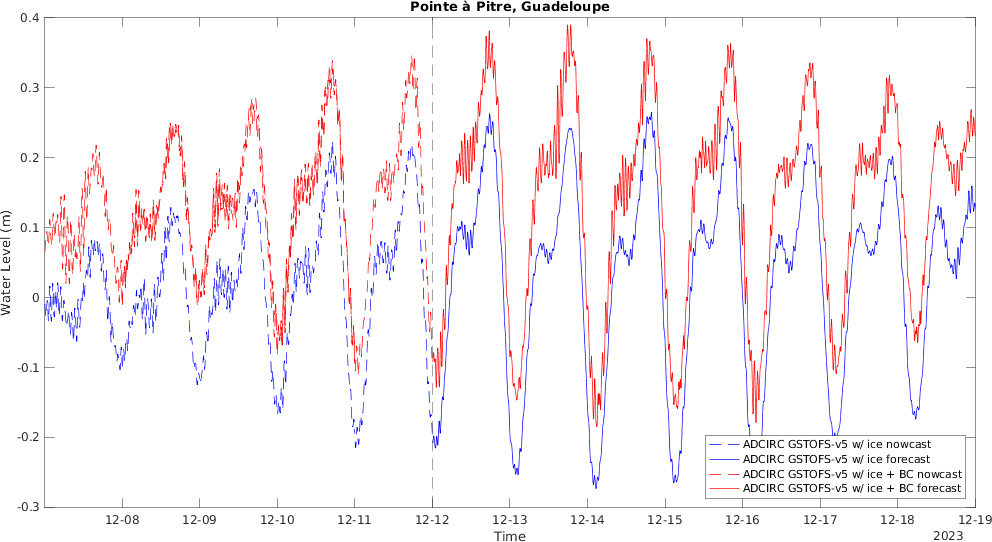 Pointe à Pitre, Guadeloupe
0.4
0.3
0.2
0.1
0
-0.1
-0.2
-0.3
Water Level (m)
ADCIRC GSTOFS-v5 w/ ice nowcast
ADCIRC GSTOFS-v5 w/ ice forecast
ADCIRC GSTOFS-v5 w/ ice + BC nowcast
ADCIRC GSTOFS-v5 w/ ice + BC forecast
12-08 12-09 12-10 12-11 12-12 12-13 12-14 12-15 12-16 12-17 12-18 12-19
Time
2023